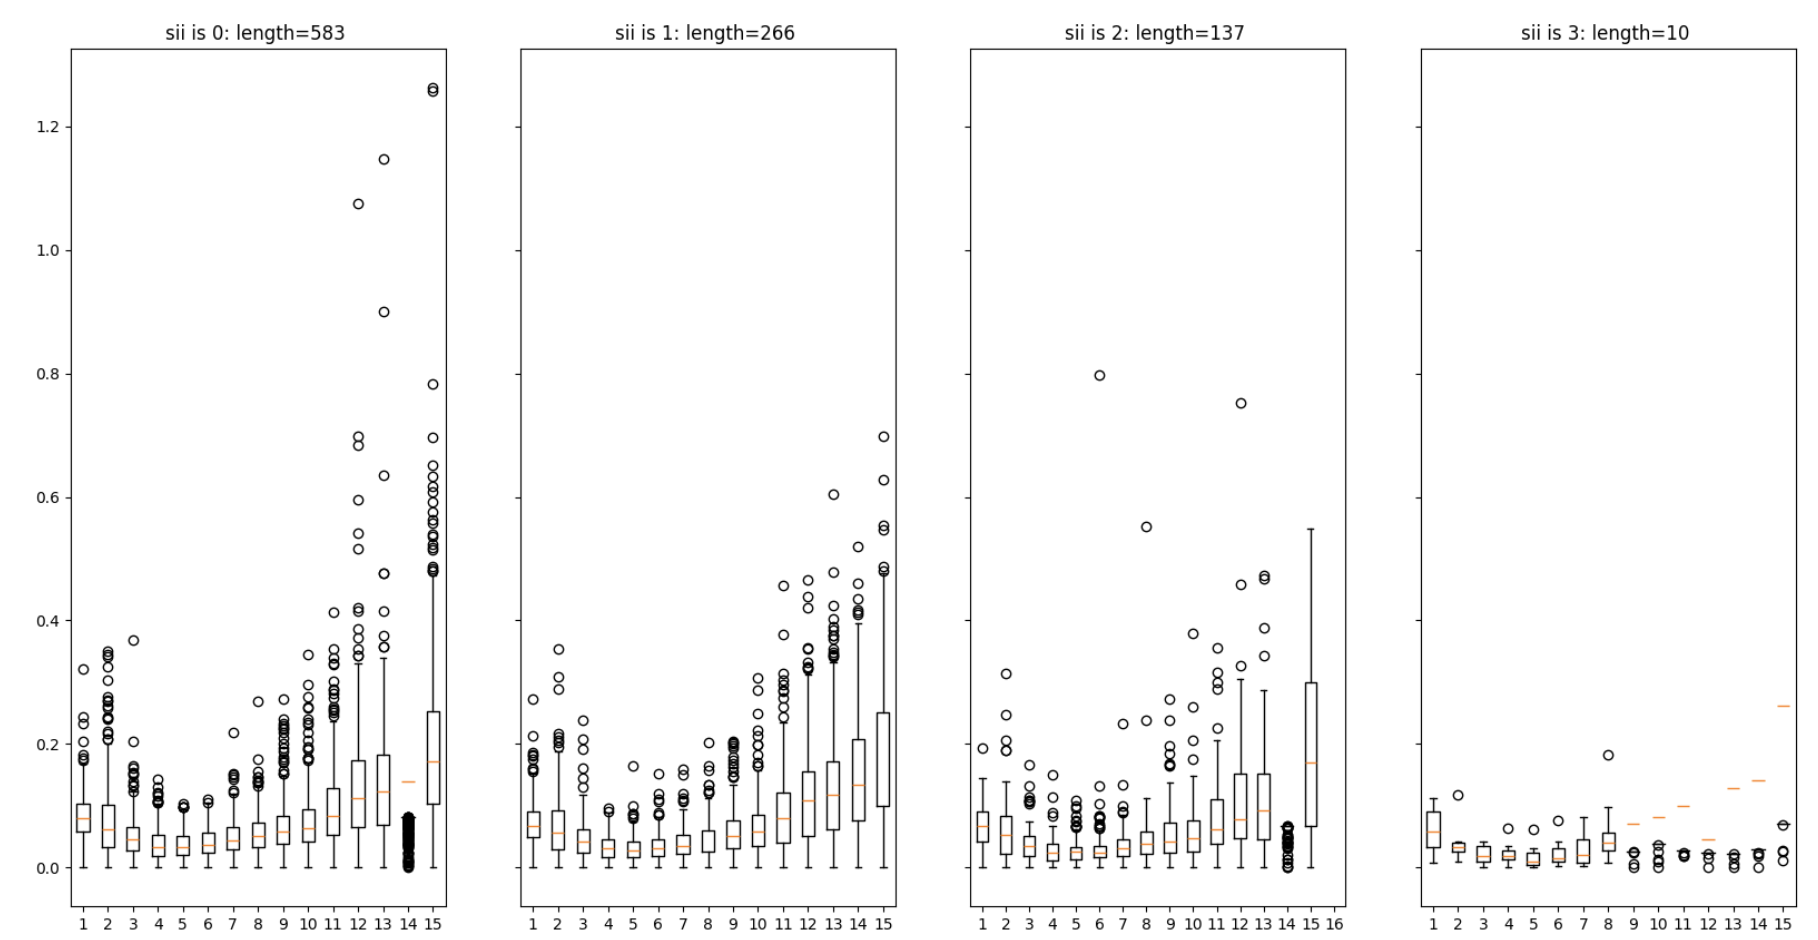 sii is 0: length=583
sii is 1: length=266
sii is 2: length=137
sii is 3: length=10
1.2
1.0
0.8
0.6
0.4
0.2
0.0
1 2 3 4 5 6 7 8 9 10 11 12 13 14 15
1 2 3 4 5 6 7 8 9 10 11 12 13 14 15
1 2 3 4 5 6 7 8 9 10 11 12 13 14 15 16
1 2 3 4 5 6 7 8 9 10 11 12 13 14 15